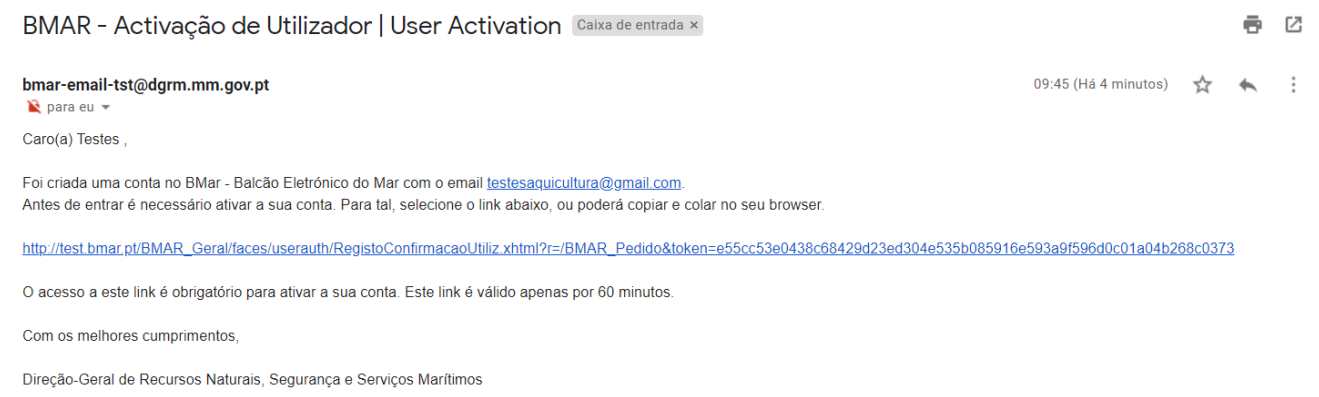 BMAR - Activação de Utilizador | User Activation Caixa de entrada ×
bmar-email-tst@dgrm.mm.gov.pt 09:45 (Há 4 minutos)
para eu
Caro(a) Testes ,
Foi criada uma conta no BMar - Balcão Eletrónico do Mar com o email testesaquicultura@gmail.com.
Antes de entrar é necessário ativar a sua conta. Para tal, selecione o link abaixo, ou poderá copiar e colar no seu browser.
http://test.bmar.pt/BMAR_Geral/faces/userauth/RegistoConfirmacaoUtiliz.xhtml?r=/BMAR_Pedido&token=e55cc53e0438c68429d23ed304e535b085916e593a9f596d0c01a04b268c0373
O acesso a este link é obrigatório para ativar a sua conta. Este link é válido apenas por 60 minutos.
Com os melhores cumprimentos,
Direção-Geral de Recursos Naturais, Segurança e Serviços Marítimos